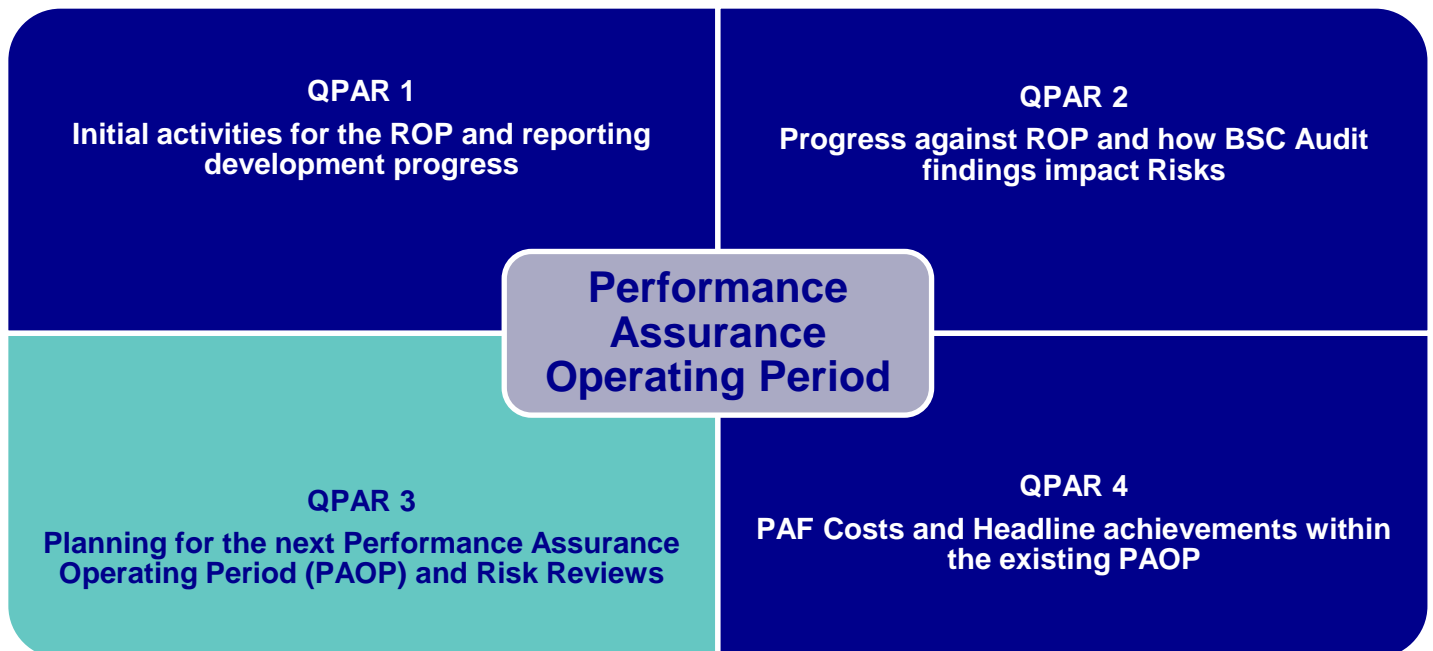 QPAR 1
Initial activities for the ROP and reporting
development progress
QPAR 2
Progress against ROP and how BSC Audit
findings impact Risks
Performance
Assurance
Operating Period
QPAR 3
Planning for the next Performance Assurance
Operating Period (PAOP) and Risk Reviews
QPAR 4
PAF Costs and Headline achievements within
the existing PAOP